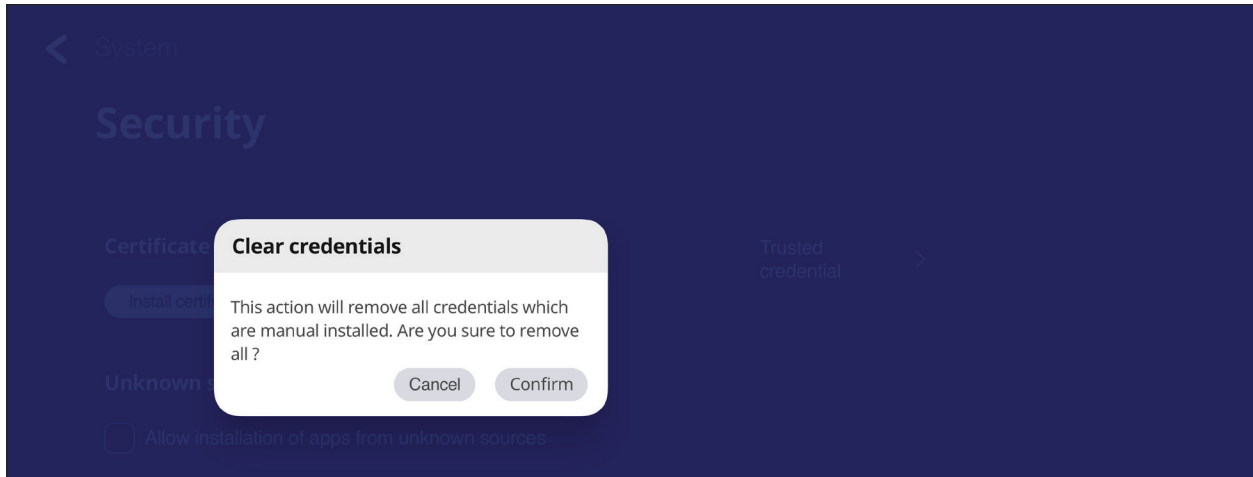 System
Security
Certificate
Clear credentials
Trusted
credential
Install certif
This action will remove all credentials which
are manual installed. Are you sure to remove
all ?
Cancel Confirm
Unknown s
Allow installation of apps from unknown sources